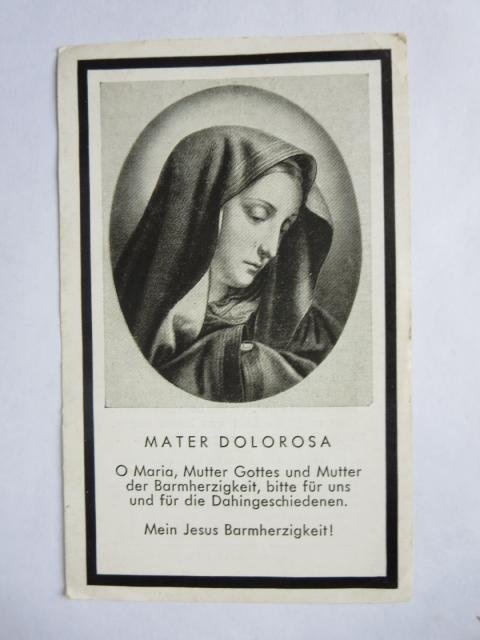 MATER DOLOROSA
O Maria, Mutter Gottes und Mutter
der Barmherzigkeit, bitte für uns
und für die Dahingeschiedenen.
Mein Jesus Barmherzigkeit!